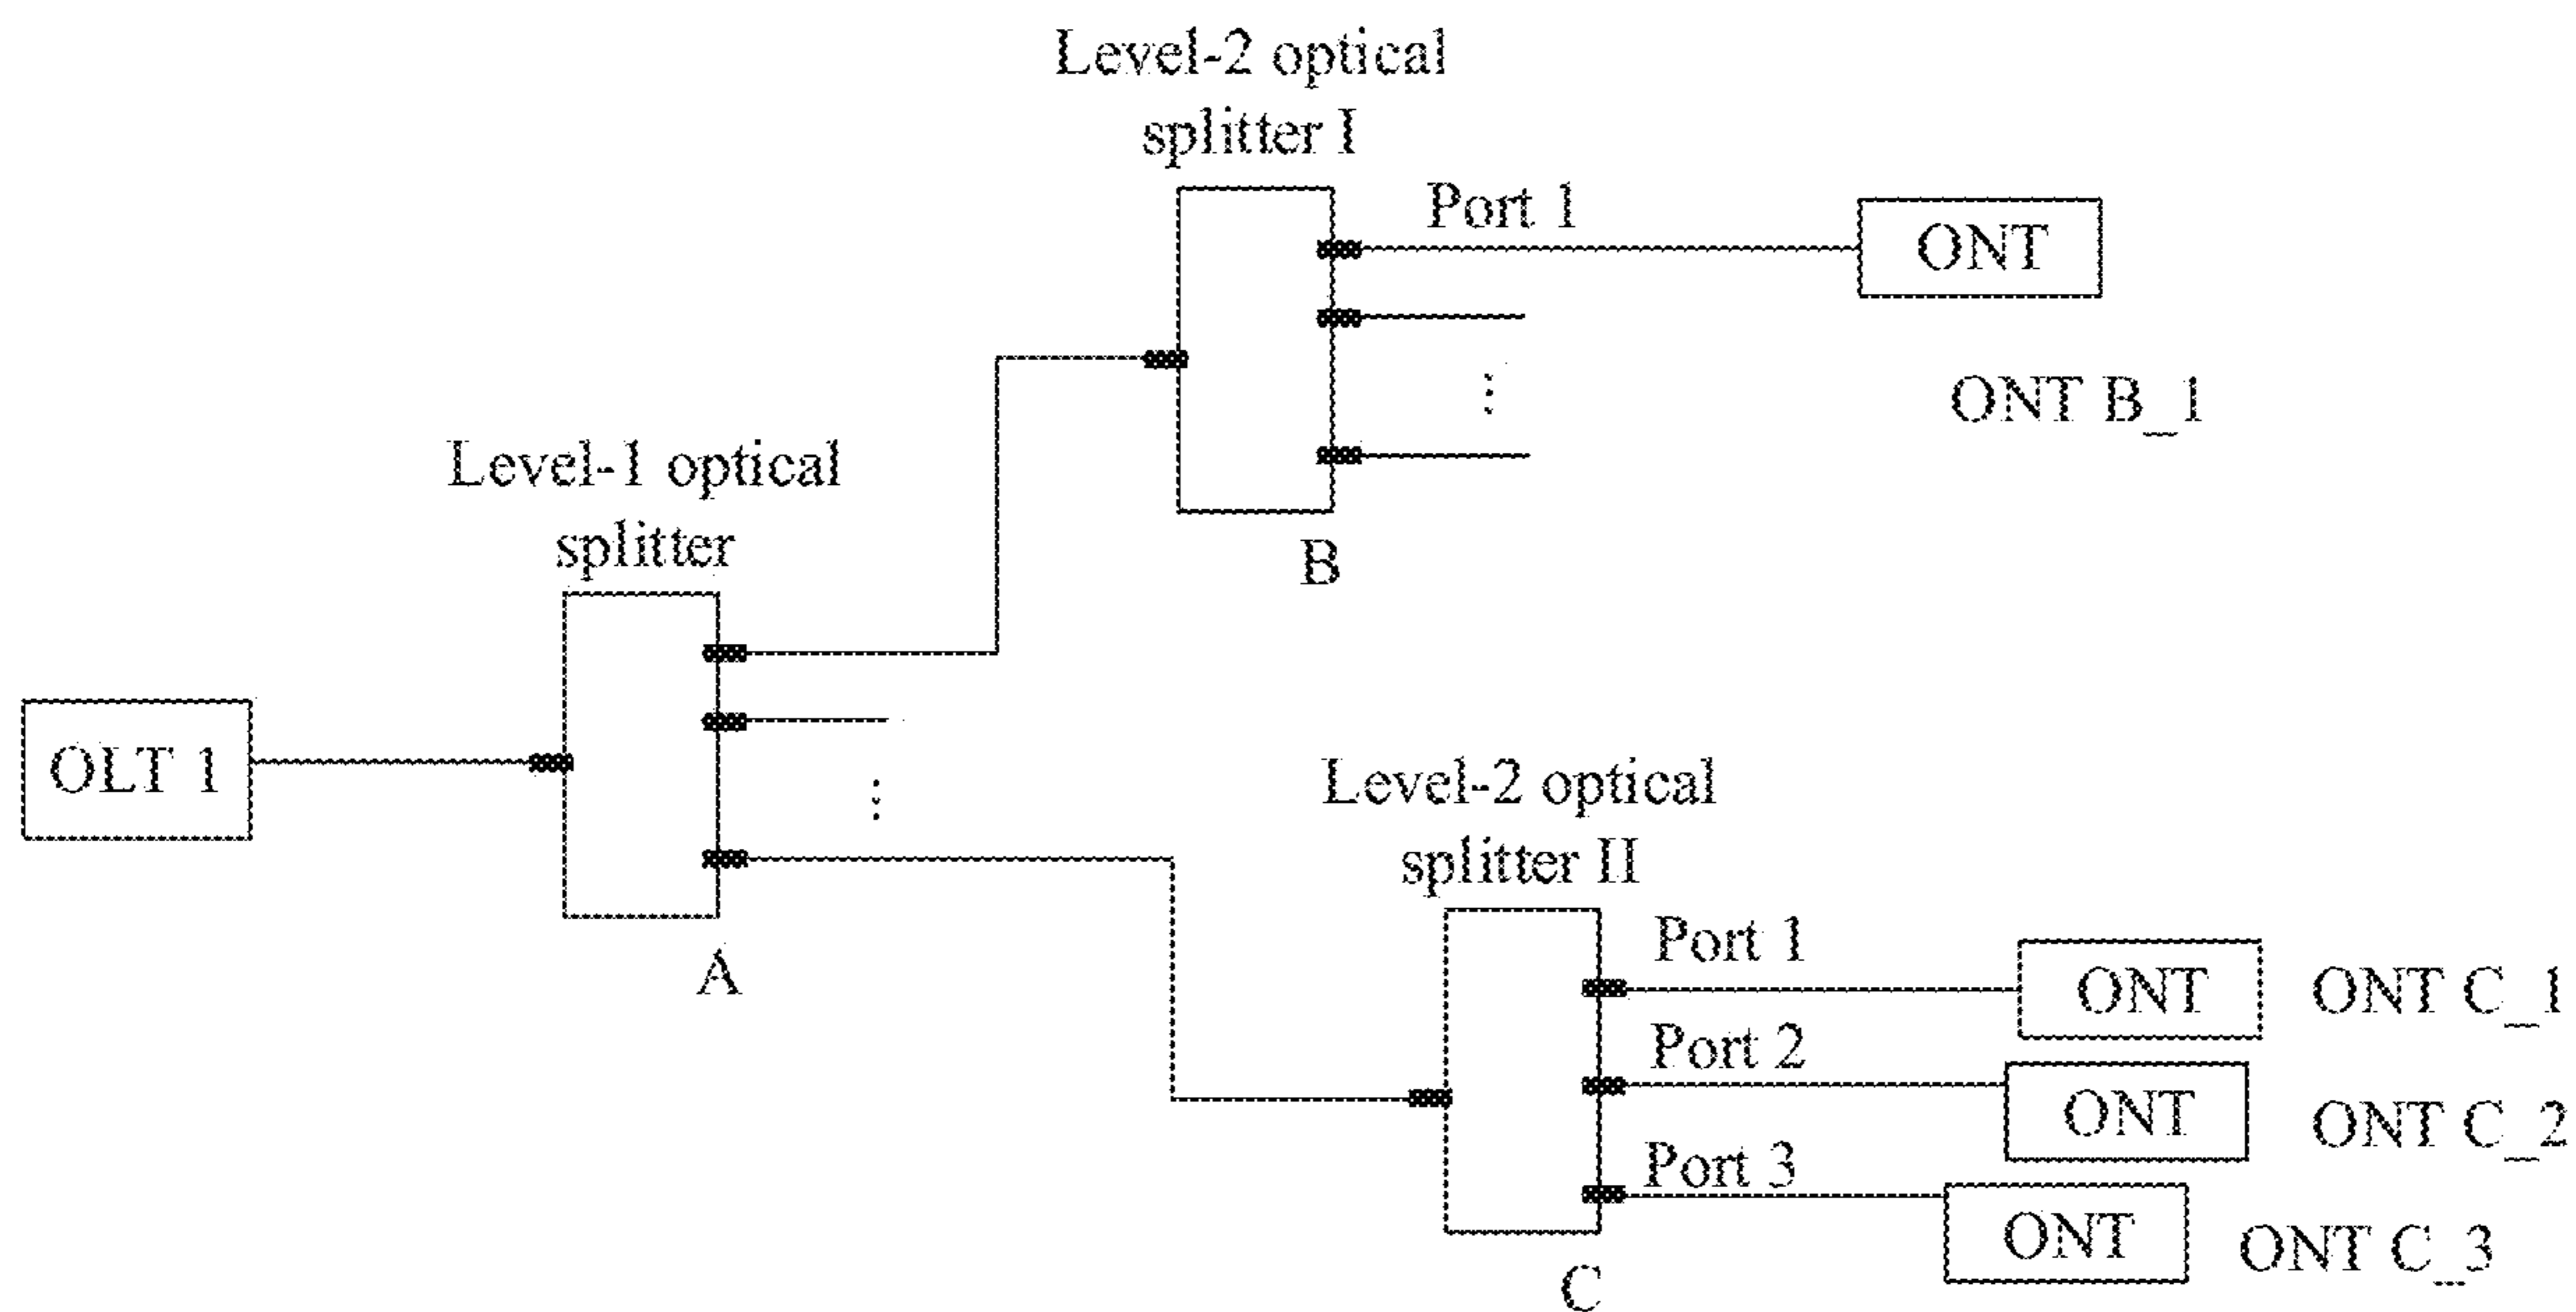 Level-2 optical
splitter I
Port 1
ONT
ONT B_1
B
Level-1 optical
splitter
OLT 1
A
Level-2 optical
splitter II
Port 1
ONT
ONT C_1
Port 2
ONT
ONT C_2
Port 3
ONT
ONT C_3
C